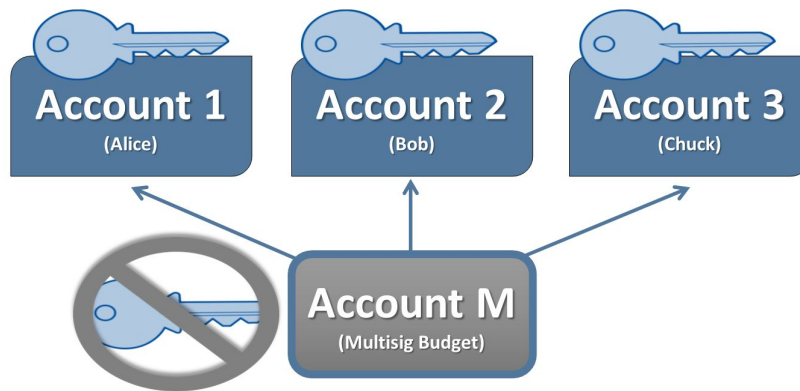 Account 1
(Alice)
Account 2
(Bob)
Account 3
(Chuck)
Account M
(Multisig Budget)